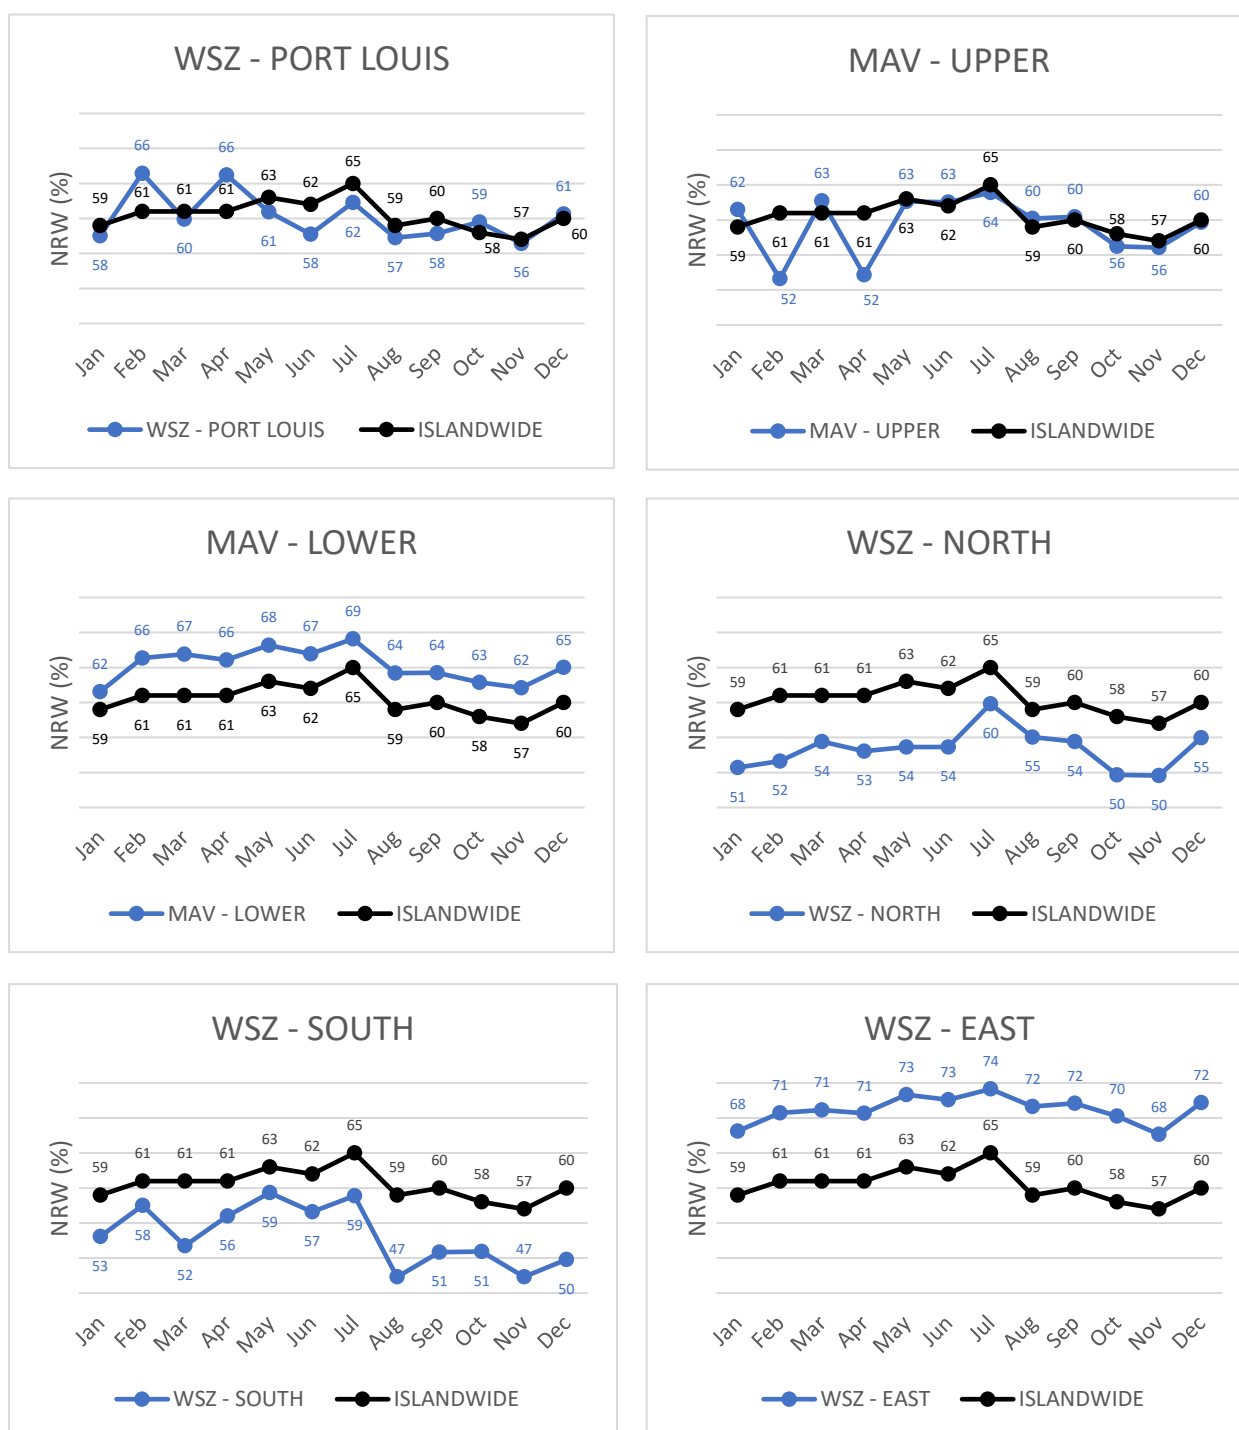 WSZ - PORT LOUIS
NRW (%)
66 66
59 61 61 61 63 62 65 59 60 59 57 61
58 60 61 58 62 57 58 58 56 60
Jan Feb Mar Apr May Jun Jul Aug Sep Oct Nov Dec
WSZ - PORT LOUIS ISLANDWIDE
MAV - UPPER
NRW (%)
62 63 63 63 65 60 60 58 57 60
59 61 61 61 63 62 64 59 60 56 56 60
52 52
Jan Feb Mar Apr May Jun Jul Aug Sep Oct Nov Dec
MAV - UPPER ISLANDWIDE
MAV - LOWER
NRW (%)
62 66 67 66 68 67 69 64 64 63 62 65
59 61 61 61 63 62 65 59 60 58 57 60
Jan Feb Mar Apr May Jun Jul Aug Sep Oct Nov Dec
MAV - LOWER ISLANDWIDE
WSZ - NORTH
NRW (%)
59 61 61 61 63 62 65 59 60 58 57 60
51 52 54 53 54 54 60 55 54 50 50 55
Jan Feb Mar Apr May Jun Jul Aug Sep Oct Nov Dec
WSZ - NORTH ISLANDWIDE
WSZ - SOUTH
NRW (%)
59 61 61 61 63 62 65 59 60 58 57 60
53 58 52 56 59 57 59 47 51 51 47 50
Jan Feb Mar Apr May Jun Jul Aug Sep Oct Nov Dec
WSZ - SOUTH ISLANDWIDE
WSZ - EAST
NRW (%)
68 71 71 71 73 73 74 72 72 70 68 72
59 61 61 61 63 62 65 59 60 58 57 60
Jan Feb Mar Apr May Jun Jul Aug Sep Oct Nov Dec
WSZ - EAST ISLANDWIDE